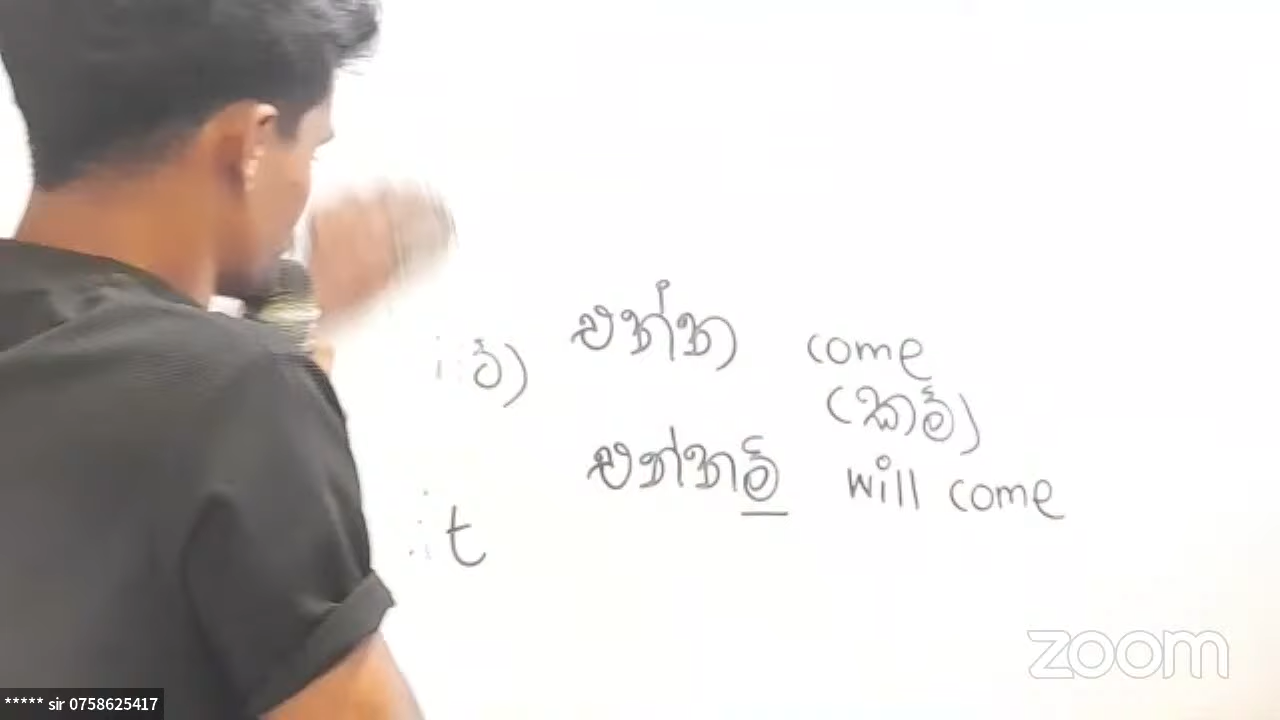 එන්න come
(කම්)
එන්නම් will come
t
zoom
***** sir 0758625417